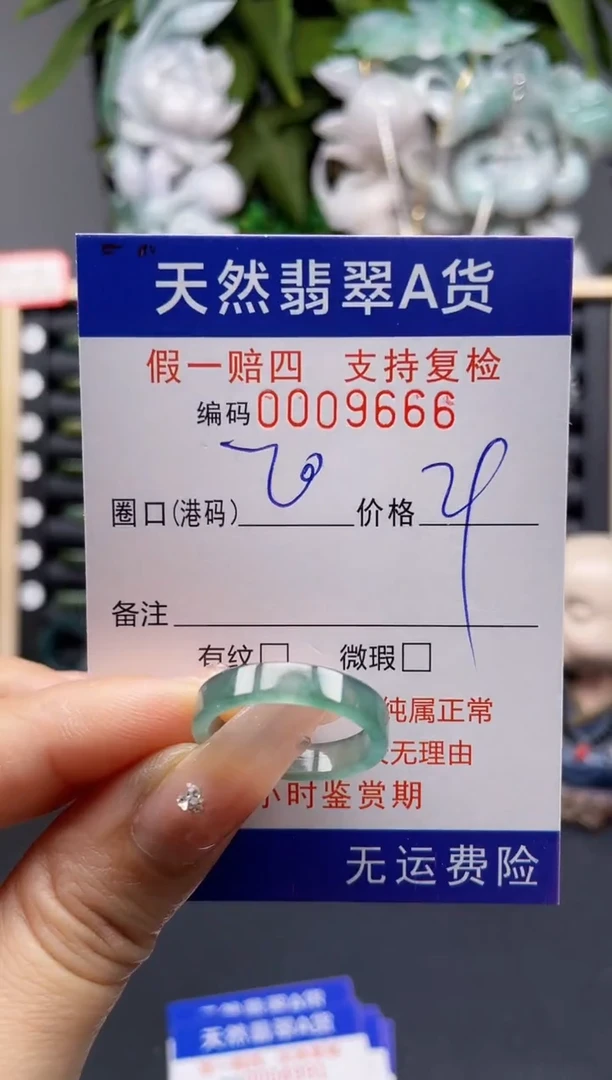 天然翡翠A货
假一赔四 支持复检
编码0009666
圈口(港码) 价格
备注
有纹□ 微瑕□
纯属正常
无理由
小时鉴赏期
无运费险
天然翡翠A货